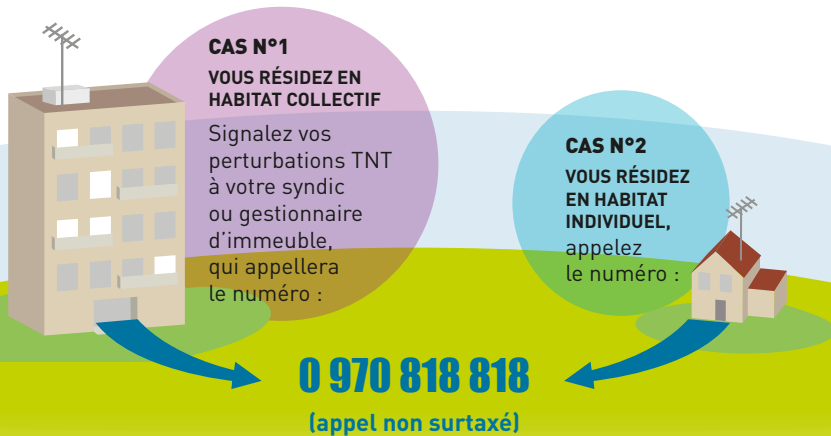 CAS N°1
VOUS RÉSIDEZ EN
HABITAT COLLECTIF
Signalez vos
perturbations TNT
à votre syndic
ou gestionnaire
d'immeuble,
qui appellera
le numéro :
CAS N°2
VOUS RÉSIDEZ
EN HABITAT
INDIVIDUEL,
appelez
le numéro :
0 970 818 818
(appel non surtaxé)